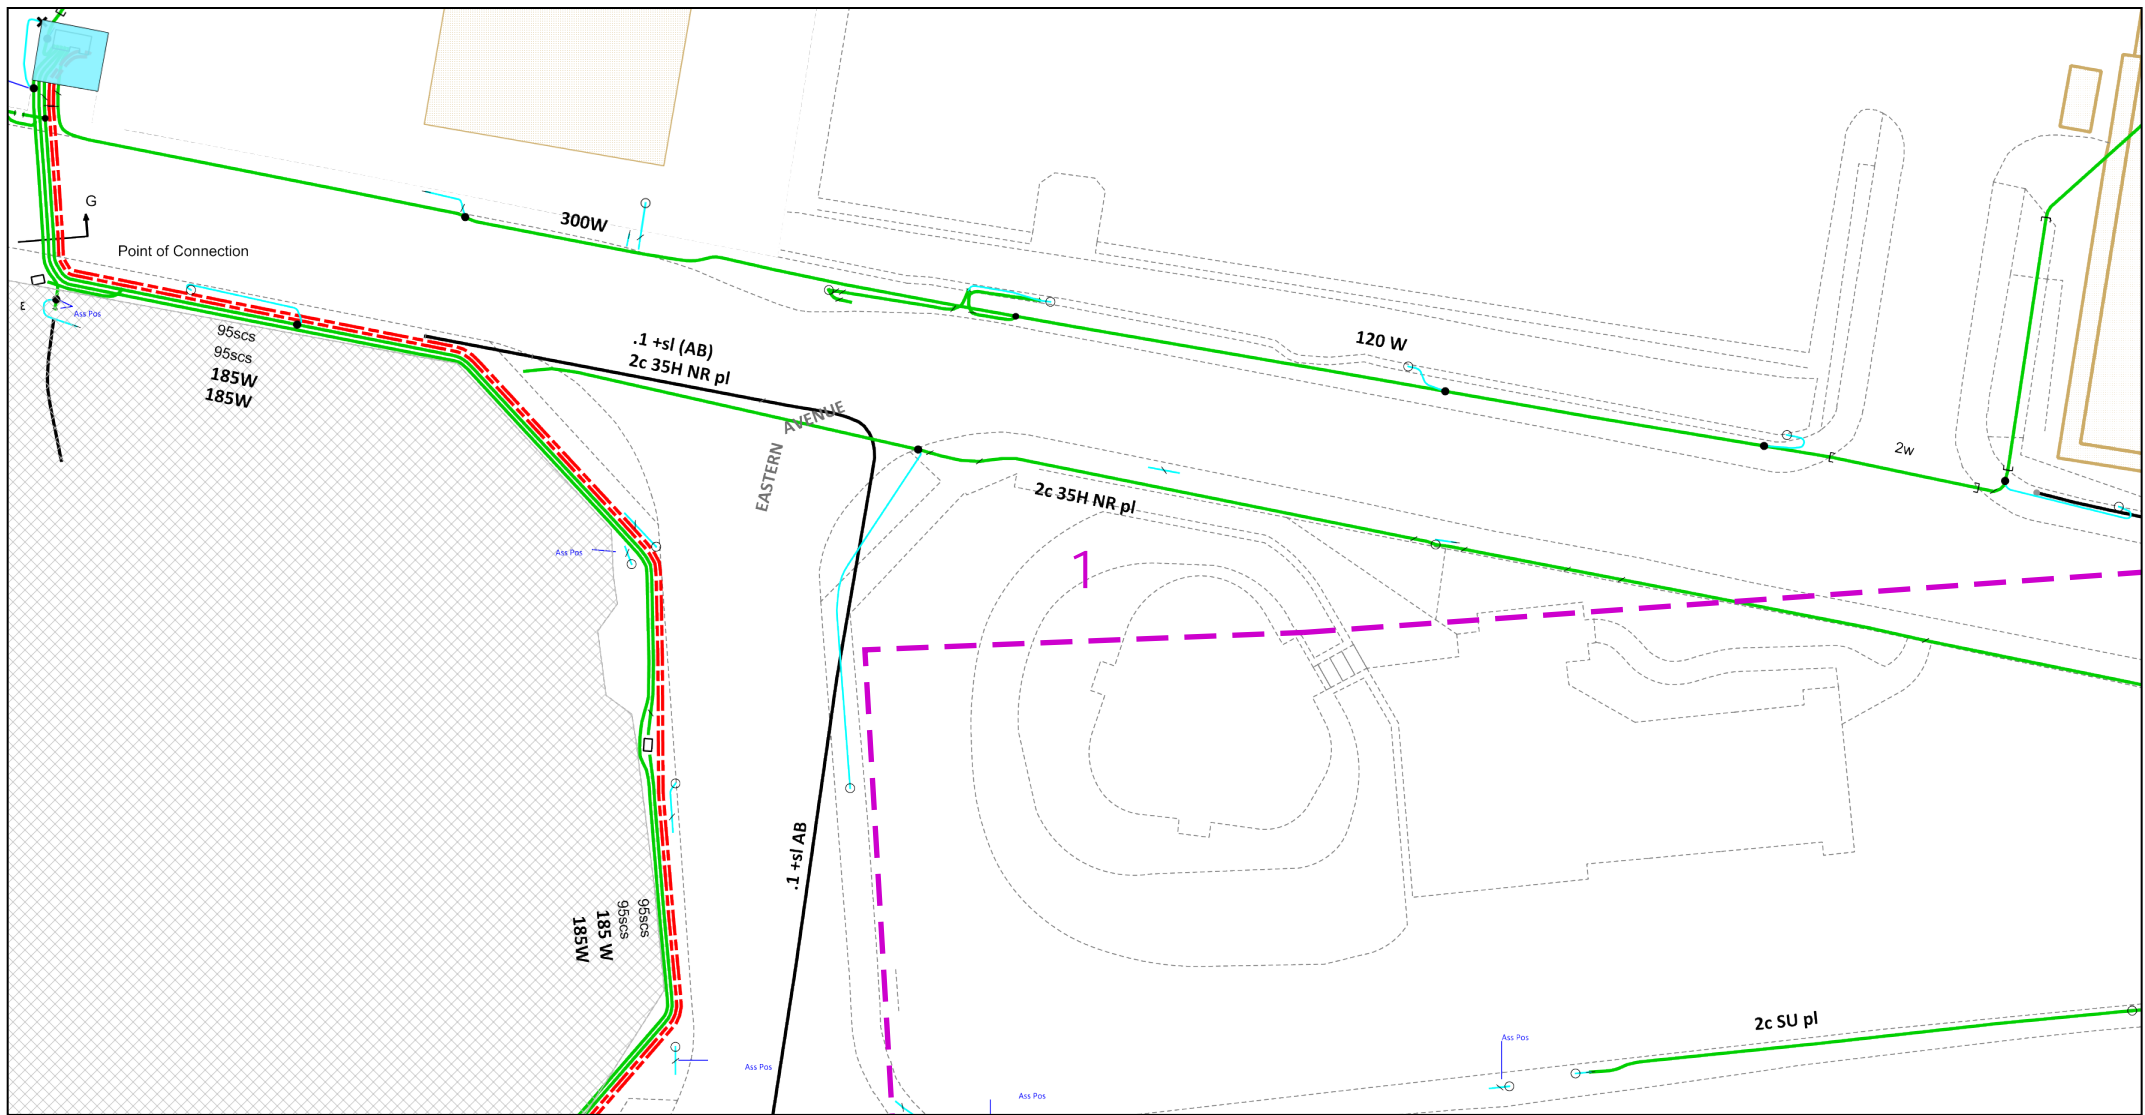 G
Point of Connection
ε
Ass Pos
300W
95scs
95scs
185W
185W
.1 +sl (AB)
2c 35H NR pl
120 W
EASTERN
AVENUE
2w
2c 35H NR pl
Ass Pos
1
.1 +sl AB
95scs
95scs
185 W
185W
2c SU pl
Ass Pos
Ass Pos
Ass Pos